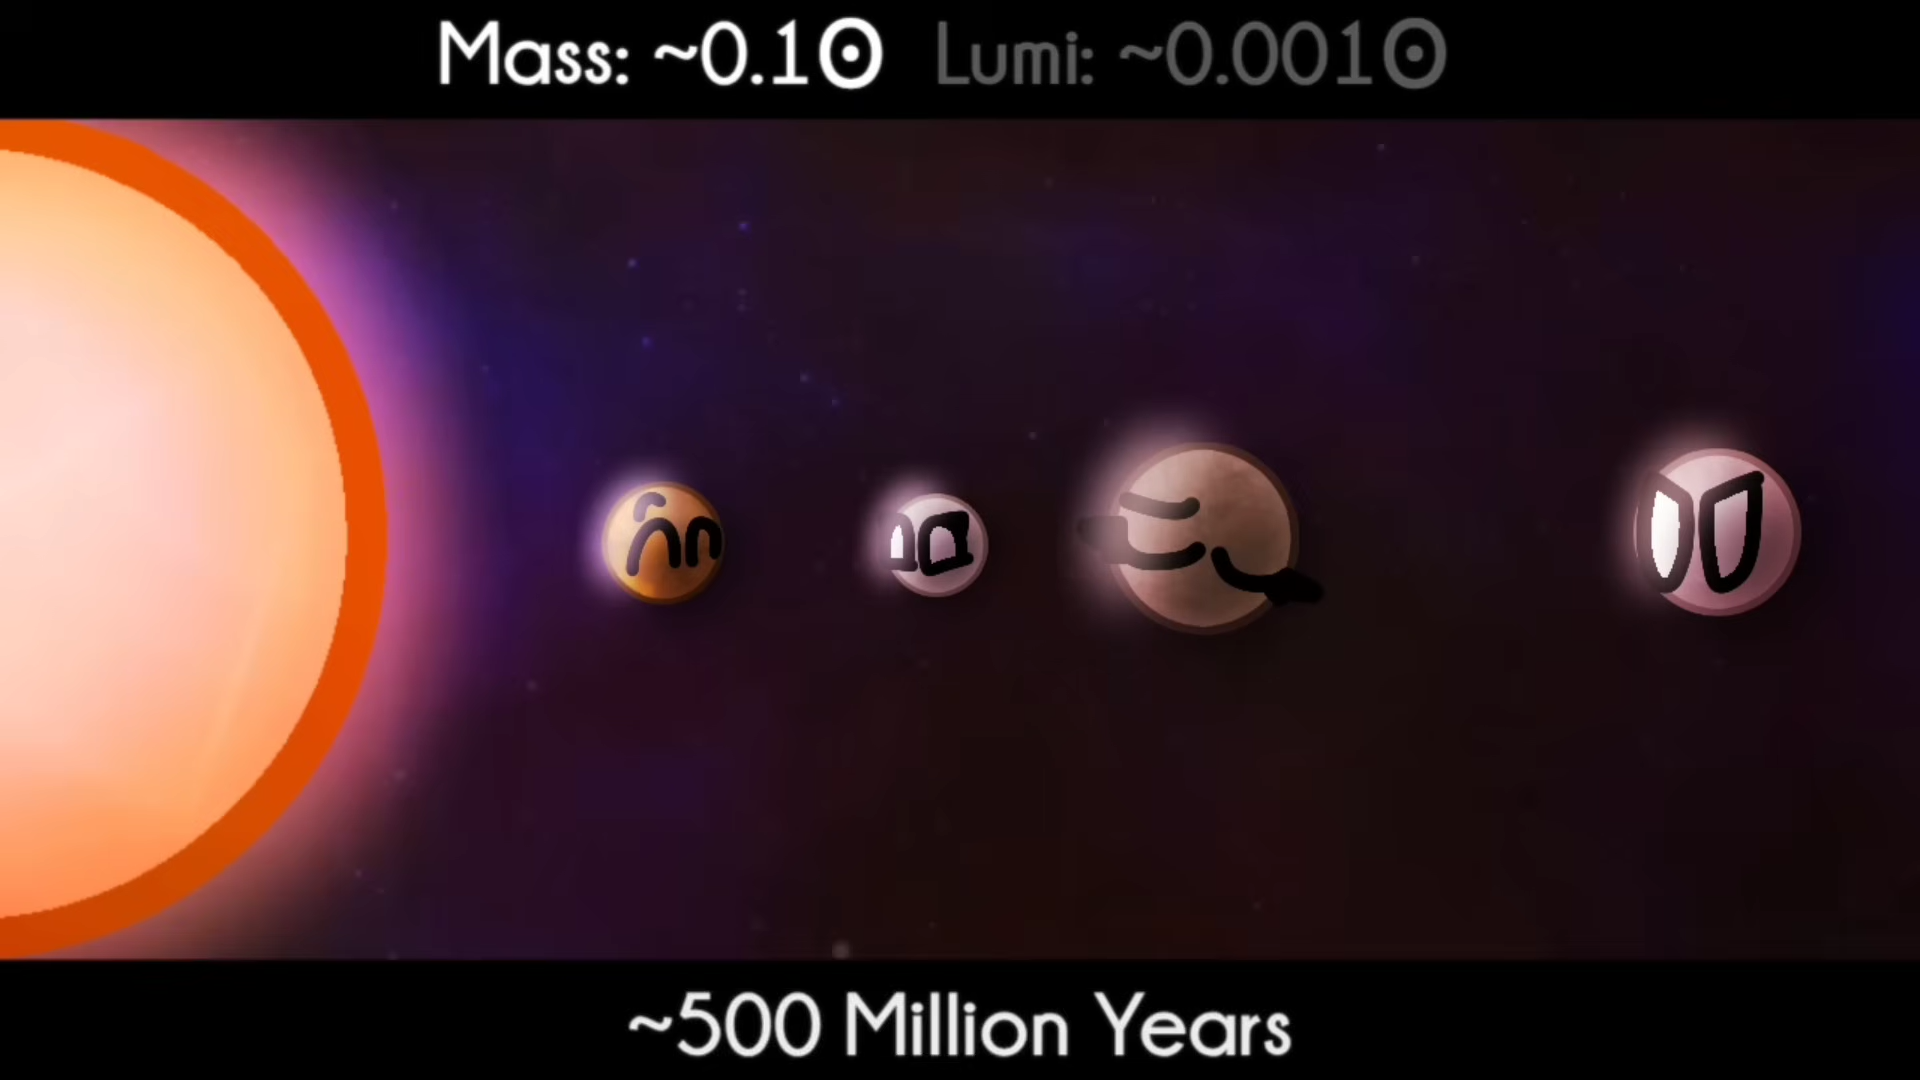 Mass: ~0.1☉ Lumi: ~0.001☉
~500 Million Years